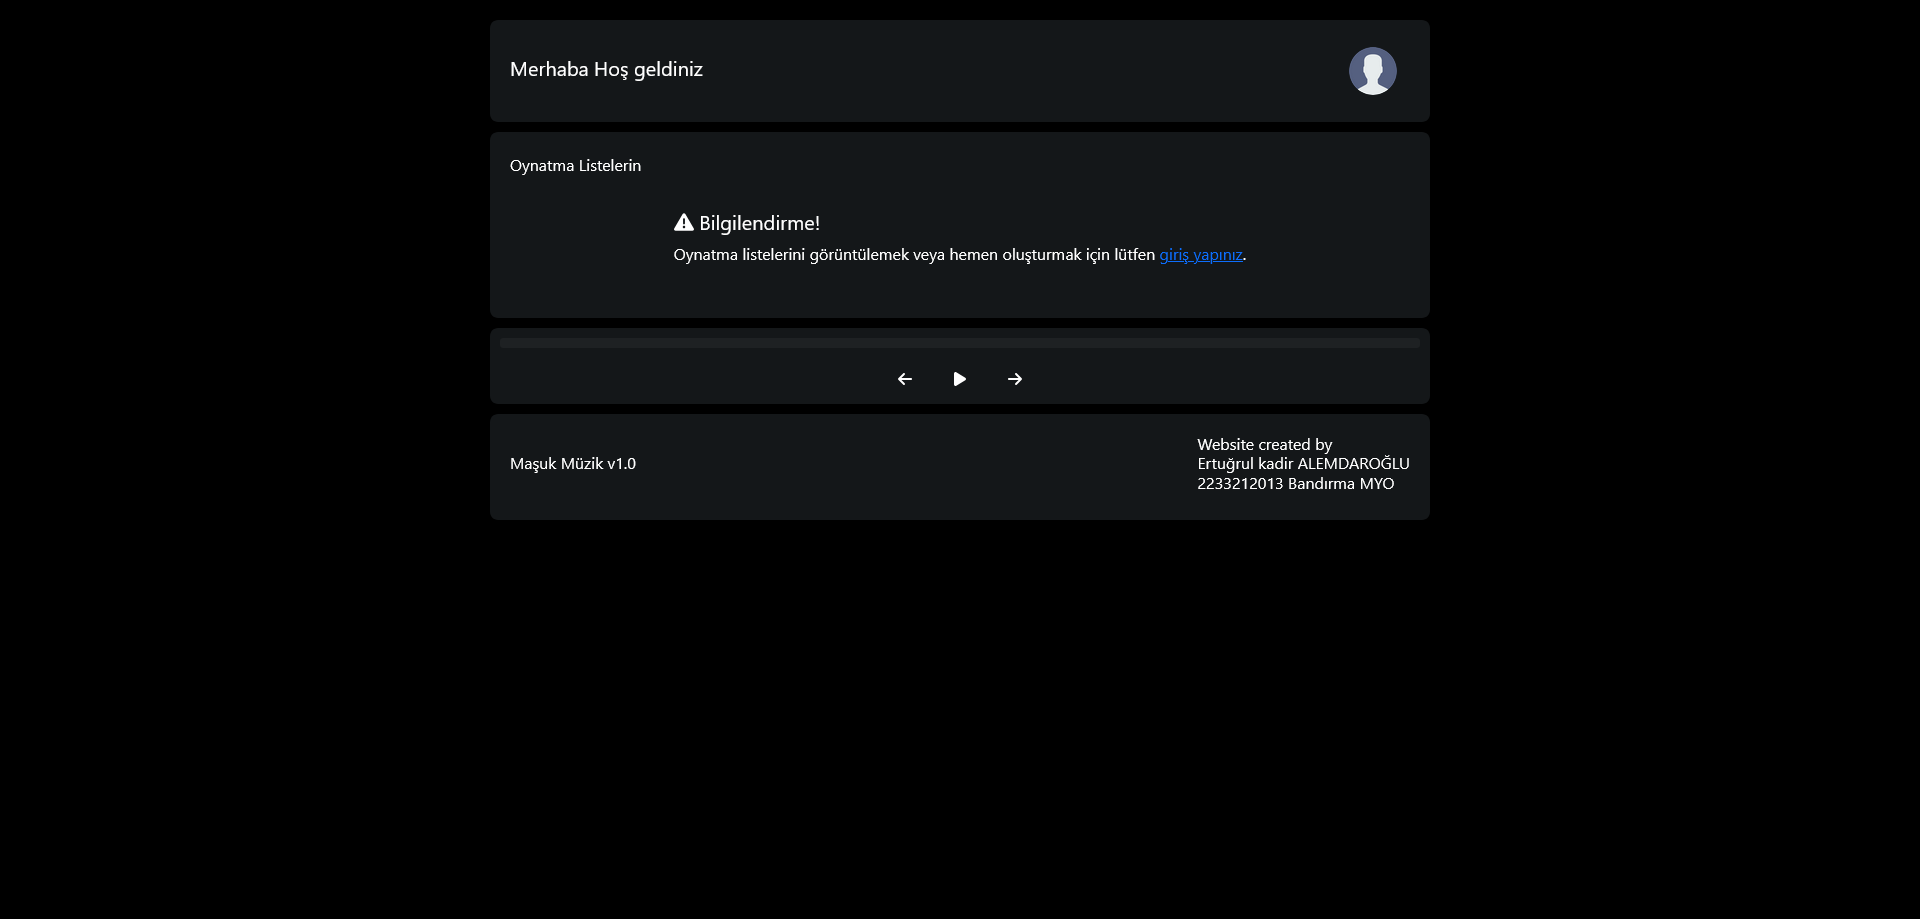 Merhaba Hoş geldiniz
Oynatma Listelerin
Bilgilendirme!
Oynatma listelerini görüntülemek veya hemen oluşturmak için lütfen giriş yapınız.
Maşuk Müzik v1.0
Website created by
Ertuğrul kadir ALEMDAROĞLU
2233212013 Bandırma MYO